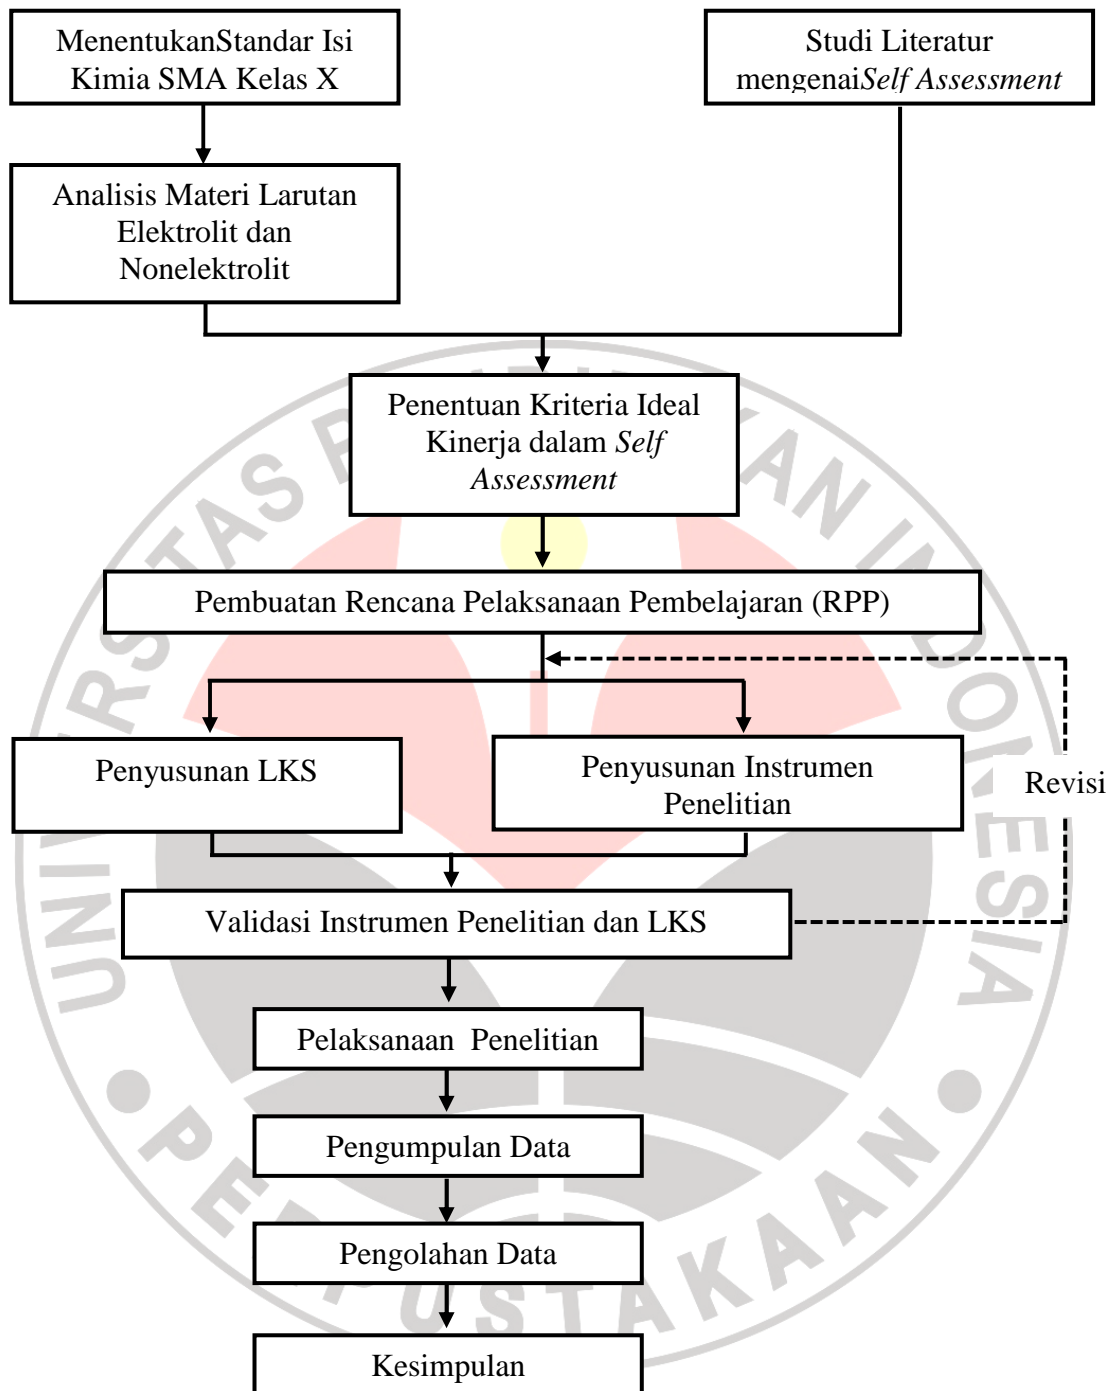 MenentukanStandar Isi
Kimia SMA Kelas X
Studi Literatur
mengenaiSelf Assessment
Analisis Materi Larutan
Elektrolit dan
Nonelektrolit
Penentuan Kriteria Ideal
Kinerja dalam Self
Assessment
Pembuatan Rencana Pelaksanaan Pembelajaran (RPP)
Penyusunan LKS
Penyusunan Instrumen
Penelitian
Revisi
Validasi Instrumen Penelitian dan LKS
Pelaksanaan  Penelitian
Pengumpulan Data
Pengolahan Data
Kesimpulan
PERPUSTAKAAN